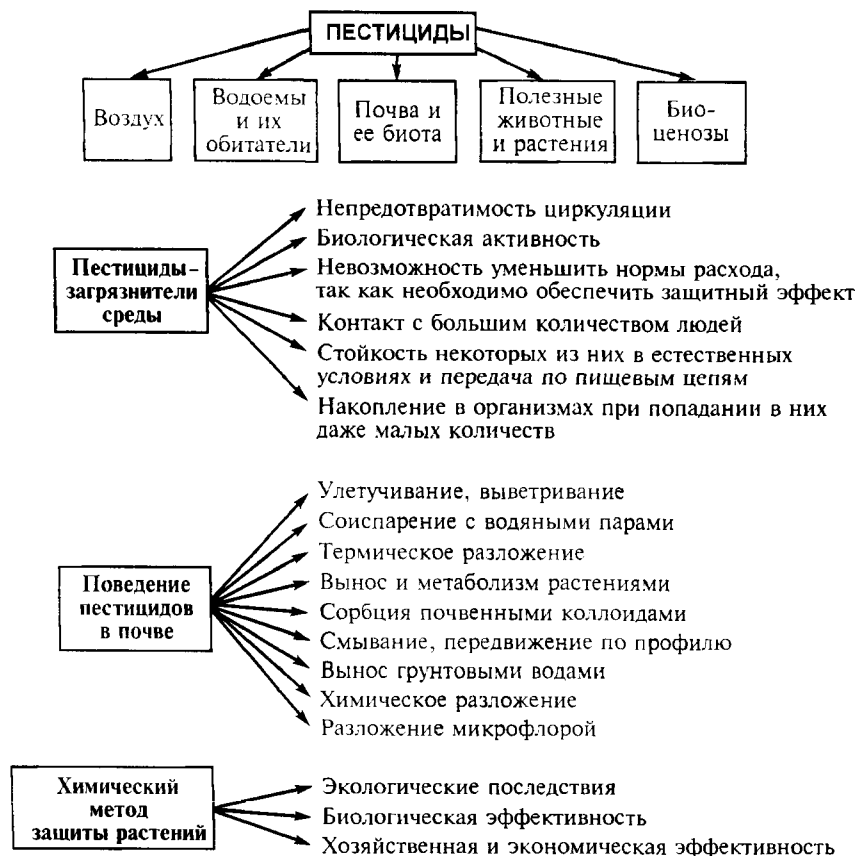 ПЕСТИЦИДЫ
Воздух
Водоемы
и их
обитатели
Почва и
ее биота
Полезные
животные
и растения
Био-
ценозы
Пестициды-
загрязнители
среды
Непредотвратимость циркуляции
Биологическая активность
Невозможность уменьшить нормы расхода,
так как необходимо обеспечить защитный эффект
Контакт с большим количеством людей
Стойкость некоторых из них в естественных
условиях и передача по пищевым цепям
Накопление в организмах при попадании в них
даже малых количеств
Поведение
пестицидов
в почве
Улетучивание, выветривание
Соиспарение с водяными парами
Термическое разложение
Вынос и метаболизм растениями
Сорбция почвенными коллоидами
Смывание, передвижение по профилю
Вынос грунтовыми водами
Химическое разложение
Разложение микрофлорой
Химический
метод
защиты растений
Экологические последствия
Биологическая эффективность
Хозяйственная и экономическая эффективность